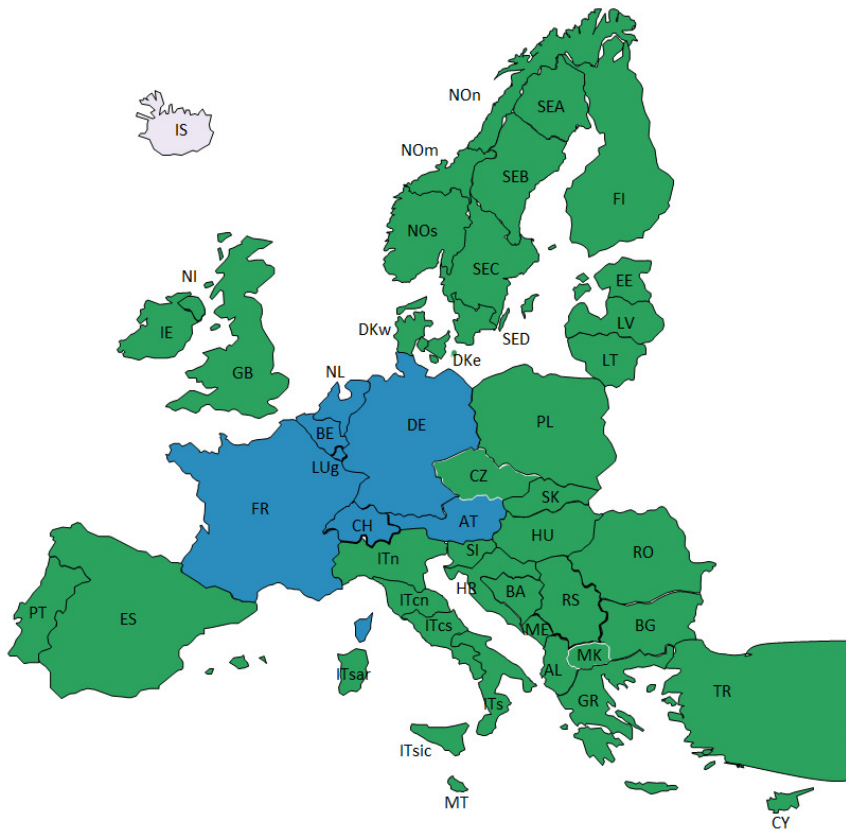 NOn
SEA
IS
NOm
SEB
FI
NOs
SEC
NI
EE
IE
LV
DKw
SED
DKe
LT
GB
NL
BE
DE
PL
LUg
CZ
SK
FR
CH
AT
HU
ITn
SI
RO
HR
BA
RS
PT
ES
ITcn
ITcs
ME
BG
MK
AL
ITsar
TR
ITs
GR
ITsic
MT
CY